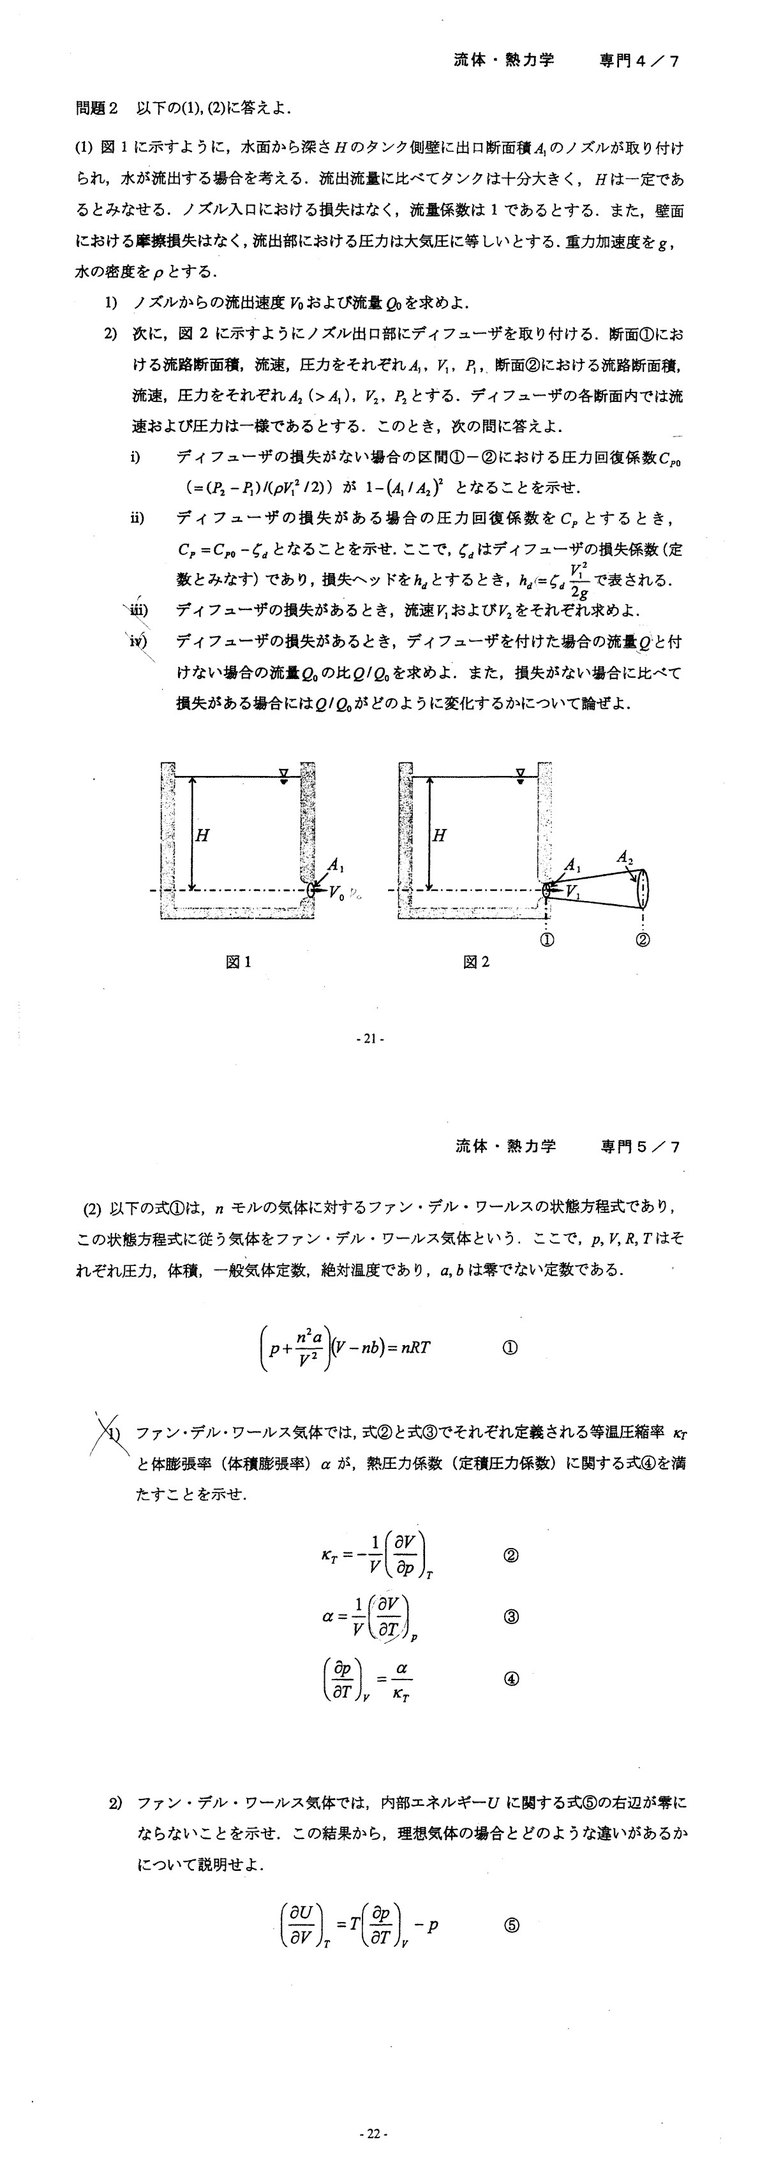 流体・熱力学　　専門４／７
問題２　以下の(1), (2)に答えよ．
(1) 図１に示すように，水面から深さ H のタンク側壁に出口断面積 A₁のノズルが取り付け
られ，水が流出する場合を考える．流出流量に比べてタンクは十分大きく，H は一定であ
るとみなせる．ノズル入口における損失はなく，流量係数は１であるとする．また，壁面
における摩擦損失はなく，流出部における圧力は大気圧に等しいとする．重力加速度を g，
水の密度を ρ とする．
1)　ノズルからの流出速度 V₀および流量 Q₀を求めよ．
2)　次に，図２に示すようにノズル出口部にディフューザを取り付ける．断面①にお
ける流路断面積，流速，圧力をそれぞれ A₁，V₁，P₁，断面②における流路断面積，
流速，圧力をそれぞれ A₂（> A₁），V₂，P₂とする．ディフューザの各断面内では流
速および圧力は一様であるとする．このとき，次の問に答えよ．
i)　ディフューザの損失がない場合の区間①－②における圧力回復係数 C_{P0}
（=(P₂ − P₁)/(ρV₁²/2)）が 1−(A₁/A₂)² となることを示せ．
ii)　ディフューザの損失がある場合の圧力回復係数を C_P とするとき，
C_P = C_{P0} − ζ_d となることを示せ．ここで，ζ_d はディフューザの損失係数（定
数とみなす）であり，損失ヘッドを h_d とするとき，h_d = ζ_d V₁²/2g で表される．
iii)　ディフューザの損失があるとき，流速 V₁および V₂をそれぞれ求めよ．
iv)　ディフューザの損失があるとき，ディフューザを付けた場合の流量 Q と付
けない場合の流量 Q₀の比 Q/Q₀を求めよ．また，損失がない場合に比べて
損失がある場合には Q/Q₀がどのように変化するかについて論ぜよ．
H
A₁
V₀
P₀
H
A₁
A₂
V₁
①
②
図１
図２
- 21 -
流体・熱力学　　専門５／７
(2) 以下の式①は，n モルの気体に対するファン・デル・ワールスの状態方程式であり，
この状態方程式に従う気体をファン・デル・ワールス気体という．ここで，p, V, R, T はそ
れぞれ圧力，体積，一般気体定数，絶対温度であり，a, b は零でない定数である．
(p + n²a/V²)(V − nb) = nRT　　①
1)　ファン・デル・ワールス気体では，式②と式③でそれぞれ定義される等温圧縮率 κ_T
と体膨張率（体積膨張率）α が，熱圧力係数（定積圧力係数）に関する式④を満
たすことを示せ．
κ_T = −(1/V)(∂V/∂p)_T　　②
α = (1/V)(∂V/∂T)_p　　③
(∂p/∂T)_V = α/κ_T　　④
2)　ファン・デル・ワールス気体では，内部エネルギーU に関する式⑤の右辺が零に
ならないことを示せ．この結果から，理想気体の場合とどのような違いがあるか
について説明せよ．
(∂U/∂V)_T = T(∂p/∂T)_V − p　　⑤
- 22 -